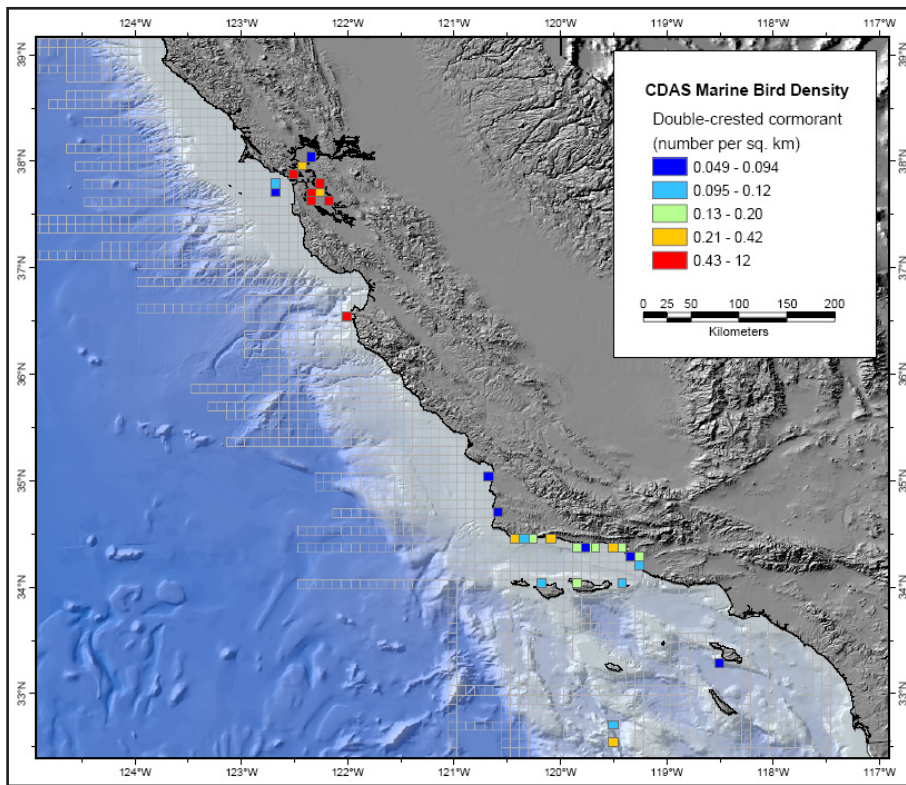 124°W 123°W 122°W 121°W 120°W 119°W 118°W 117°W
39°N 39°N
CDAS Marine Bird Density
Double-crested cormorant
(number per sq. km)
0.049 - 0.094
0.095 - 0.12
0.13 - 0.20
0.21 - 0.42
0.43 - 12
0 25 50 100 150 200
Kilometers
38°N 38°N
37°N 37°N
36°N 36°N
35°N 35°N
34°N 34°N
33°N 33°N
124°W 123°W 122°W 121°W 120°W 119°W 118°W 117°W